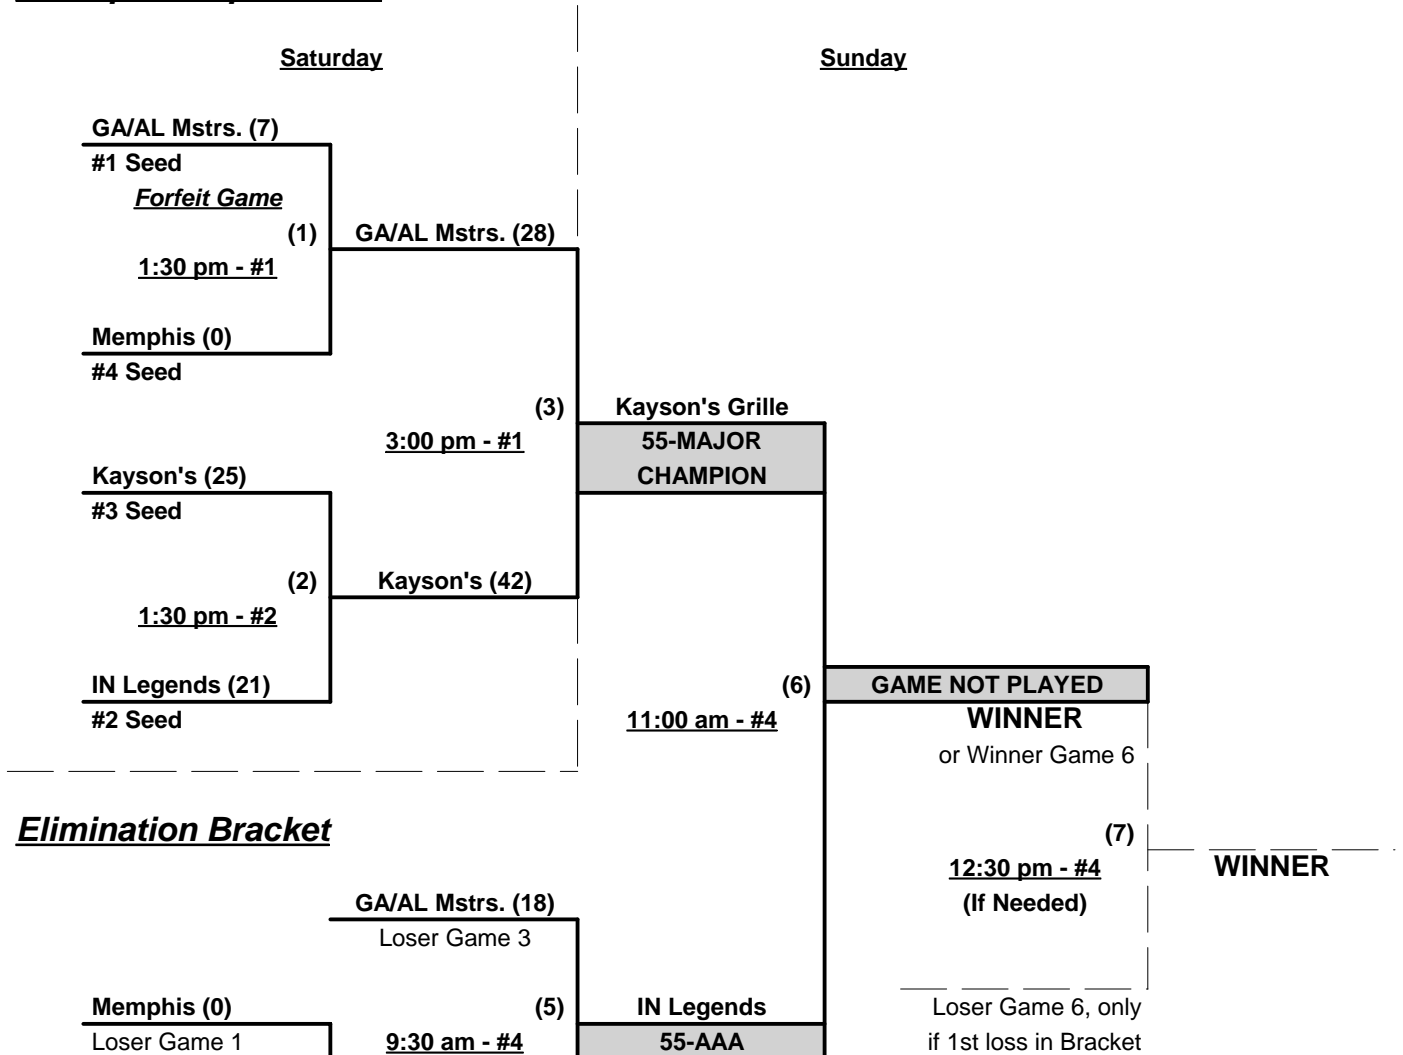 Saturday
Sunday
GA/AL Mstrs. (7)
#1 Seed
Forfeit Game
(1)
GA/AL Mstrs. (28)
1:30 pm - #1
Memphis (0)
#4 Seed
(3)
Kayson's Grille
3:00 pm - #1
55-MAJOR
CHAMPION
Kayson's (25)
#3 Seed
(2)
Kayson's (42)
1:30 pm - #2
IN Legends (21)
#2 Seed
(6)
GAME NOT PLAYED
11:00 am - #4
WINNER
or Winner Game 6
Elimination Bracket
(7)
12:30 pm - #4
WINNER
(If Needed)
GA/AL Mstrs. (18)
Loser Game 3
Memphis (0)
(5)
IN Legends
Loser Game 6, only
Loser Game 1
9:30 am - #4
55-AAA
if 1st loss in Bracket